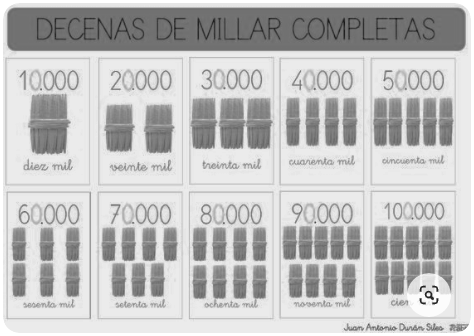 DECENAS DE MILLAR COMPLETAS
10.000
diez mil
20.000
veinte mil
30.000
treinta mil
40.000
cuarenta mil
50.000
cincuenta mil
60.000
sesenta mil
70.000
setenta mil
80.000
ochenta mil
90.000
noventa mil
100.000
Juan Antonio Durán Siles